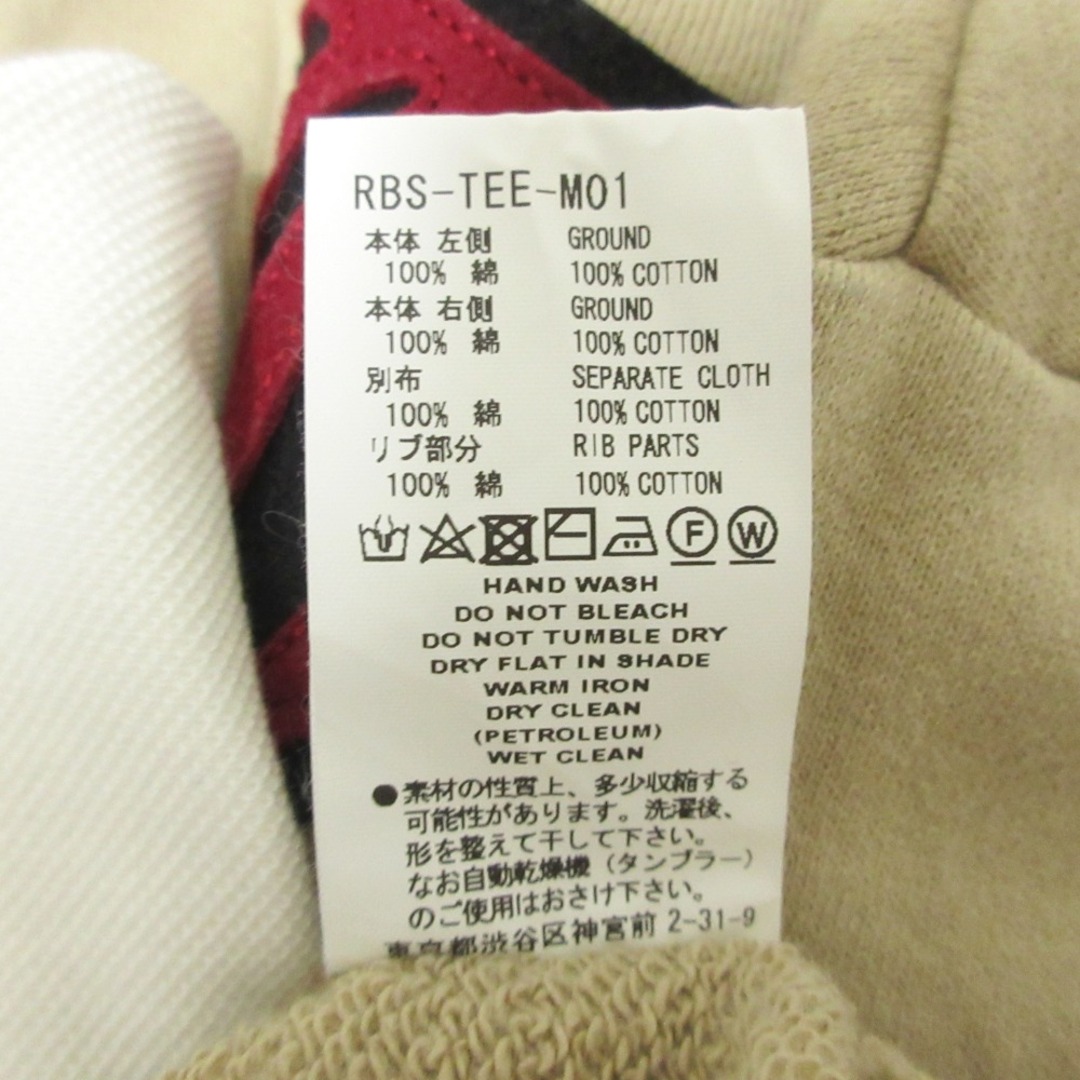 RBS-TEE-M01
本体 左側 GROUND
100% 綿 100% COTTON
本体 右側 GROUND
100% 綿 100% COTTON
別布 SEPARATE CLOTH
100% 綿 100% COTTON
リブ部分 RIB PARTS
100% 綿 100% COTTON
F W
HAND WASH
DO NOT BLEACH
DO NOT TUMBLE DRY
DRY FLAT IN SHADE
WARM IRON
DRY CLEAN
(PETROLEUM)
WET CLEAN
●素材の性質上、多少収縮する
可能性があります。洗濯後、
形を整えて干して下さい。
なお自動乾燥機（タンブラー）
のご使用はおさけ下さい。
東京都渋谷区神宮前 2-31-9